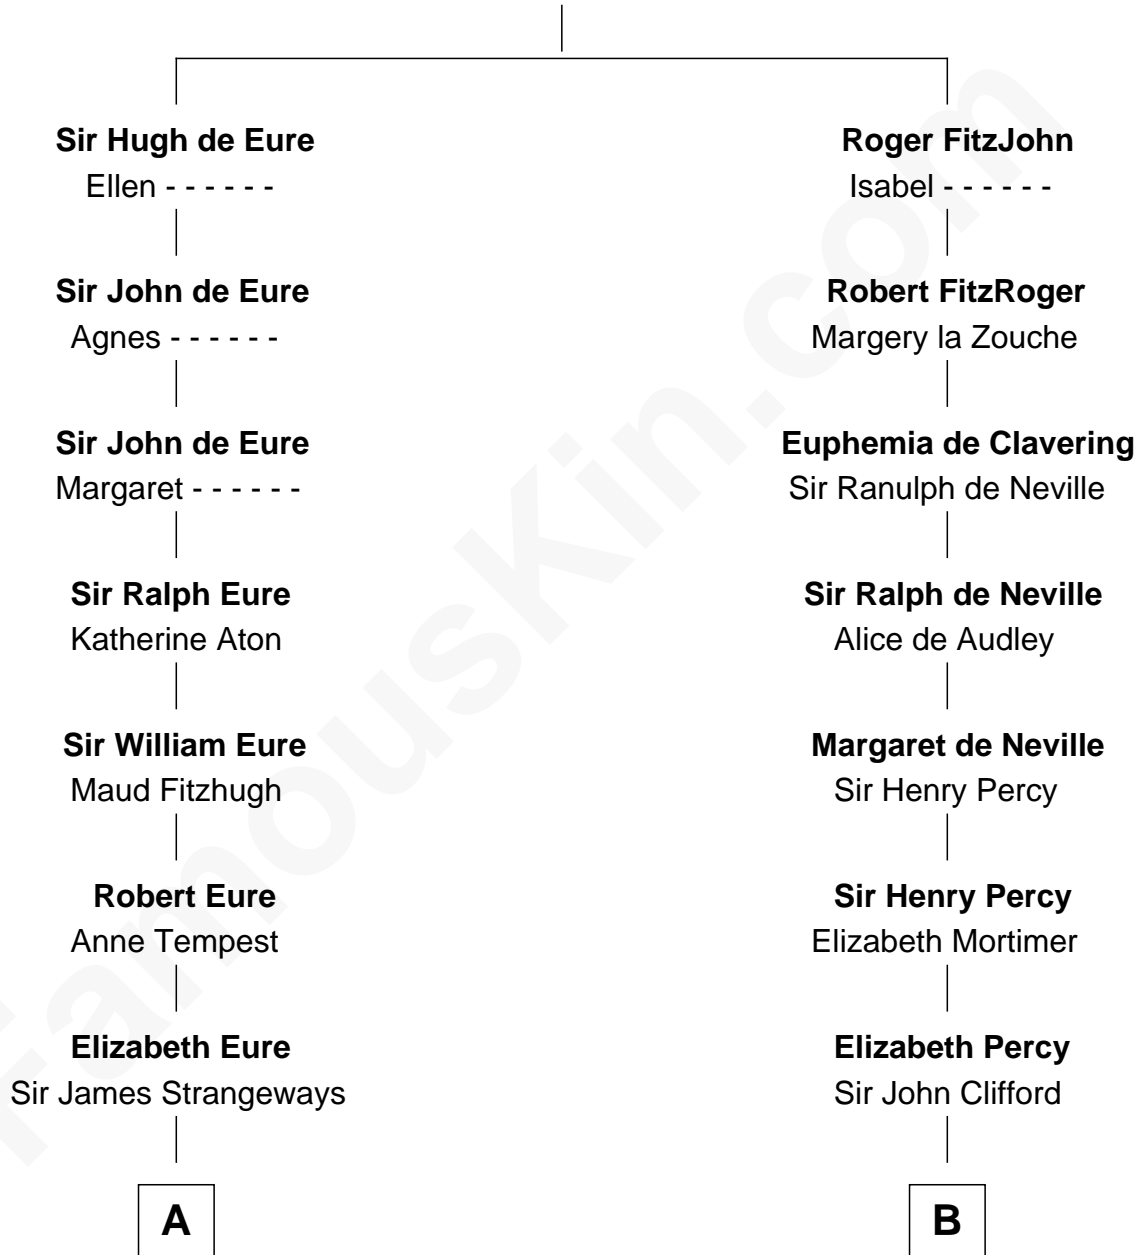 Sir Hugh de Eure
Ellen - - - - - -
Sir John de Eure
Agnes - - - - - -
Sir John de Eure
Margaret - - - - - -
Sir Ralph Eure
Katherine Aton
Sir William Eure
Maud Fitzhugh
Robert Eure
Anne Tempest
Elizabeth Eure
Sir James Strangeways
A
Roger FitzJohn
Isabel - - - - - -
Robert FitzRoger
Margery la Zouche
Euphemia de Clavering
Sir Ranulph de Neville
Sir Ralph de Neville
Alice de Audley
Margaret de Neville
Sir Henry Percy
Sir Henry Percy
Elizabeth Mortimer
Elizabeth Percy
Sir John Clifford
B
FamousKin.com